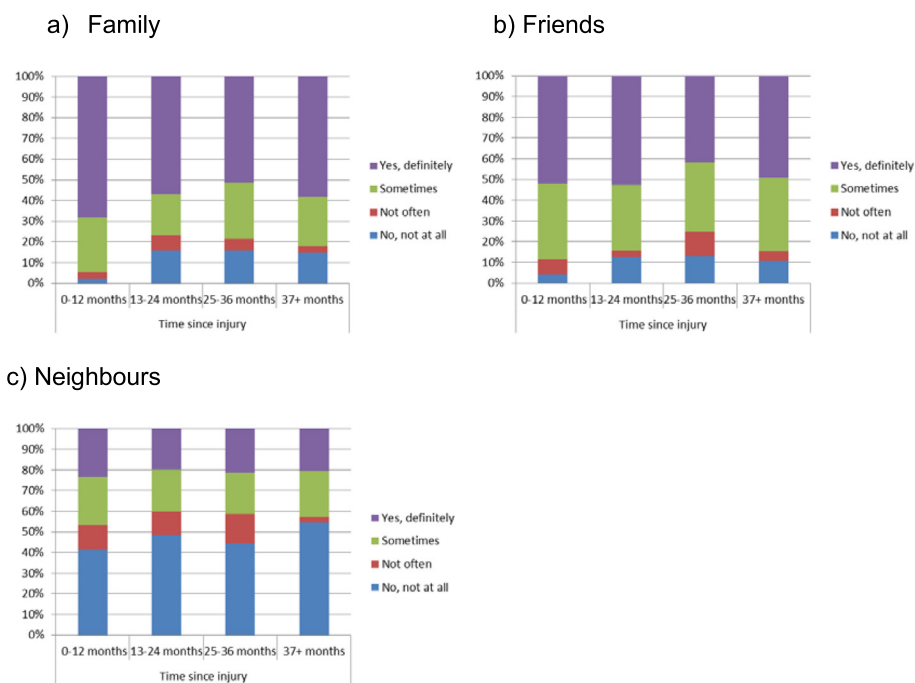 a) Family
100%
90%
80%
70%
60%
50%
40%
30%
20%
10%
0%
0-12 months 13-24 months 25-36 months 37+ months
Time since injury
Yes, definitely
Sometimes
Not often
No, not at all
b) Friends
100%
90%
80%
70%
60%
50%
40%
30%
20%
10%
0%
0-12 months 13-24 months 25-36 months 37+ months
Time since injury
Yes, definitely
Sometimes
Not often
No, not at all
c) Neighbours
100%
90%
80%
70%
60%
50%
40%
30%
20%
10%
0%
0-12 months 13-24 months 25-36 months 37+ months
Time since injury
Yes, definitely
Sometimes
Not often
No, not at all